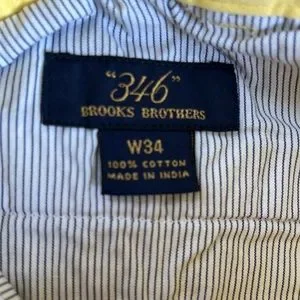 "346"
BROOKS BROTHERS
W34
100% COTTON
MADE IN INDIA